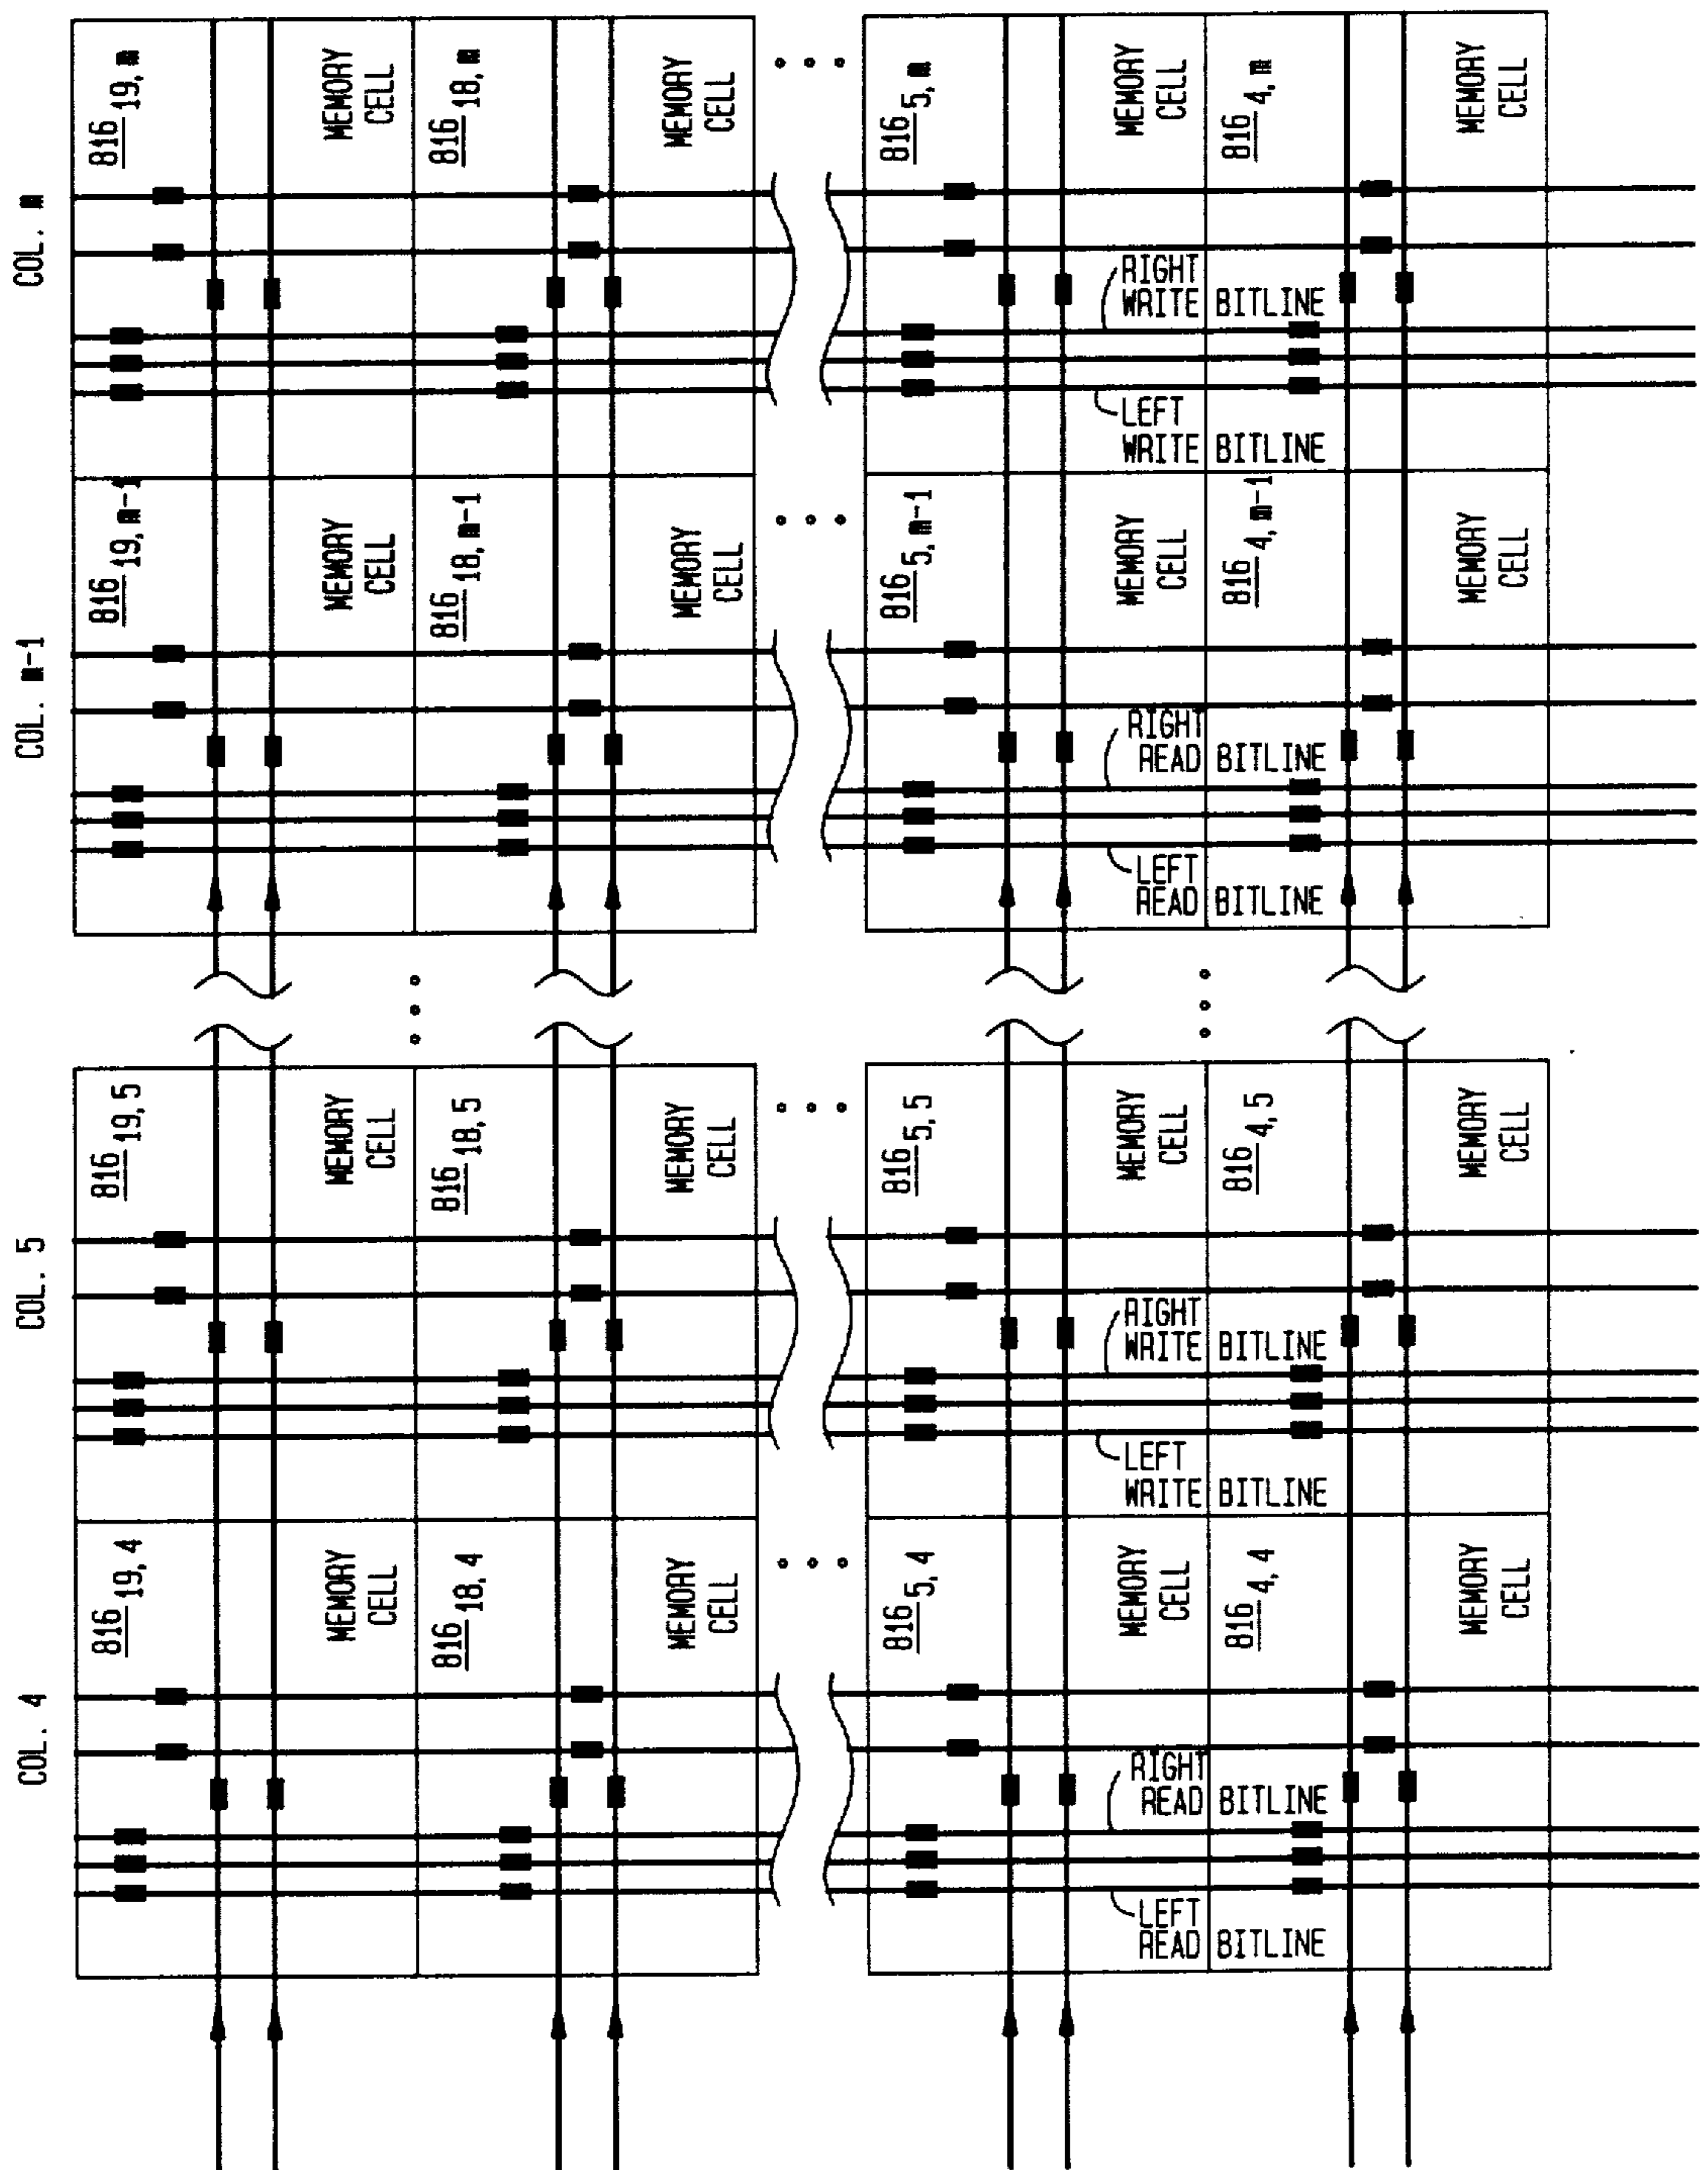 COL. 4
COL. 5
COL. m-1
COL. m
816 19, 4
MEMORY
CELL
816 19, 5
MEMORY
CELL
816 19, m-1
MEMORY
CELL
816 19, m
MEMORY
CELL
816 18, 4
MEMORY
CELL
816 18, 5
MEMORY
CELL
816 18, m-1
MEMORY
CELL
816 18, m
MEMORY
CELL
816 5, 4
MEMORY
CELL
816 5, 5
MEMORY
CELL
816 5, m-1
MEMORY
CELL
816 5, m
MEMORY
CELL
816 4, 4
MEMORY
CELL
816 4, 5
MEMORY
CELL
816 4, m-1
MEMORY
CELL
816 4, m
MEMORY
CELL
RIGHT
WRITE BITLINE
LEFT
WRITE BITLINE
RIGHT
READ BITLINE
LEFT
READ BITLINE
RIGHT
WRITE BITLINE
LEFT
WRITE BITLINE
RIGHT
READ BITLINE
LEFT
READ BITLINE